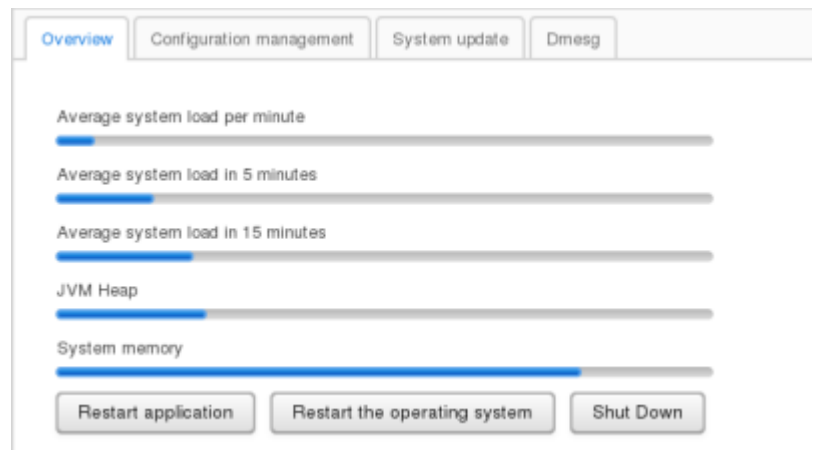 Overview Configuration management System update Dmesg
Average system load per minute
Average system load in 5 minutes
Average system load in 15 minutes
JVM Heap
System memory
Restart application Restart the operating system Shut Down